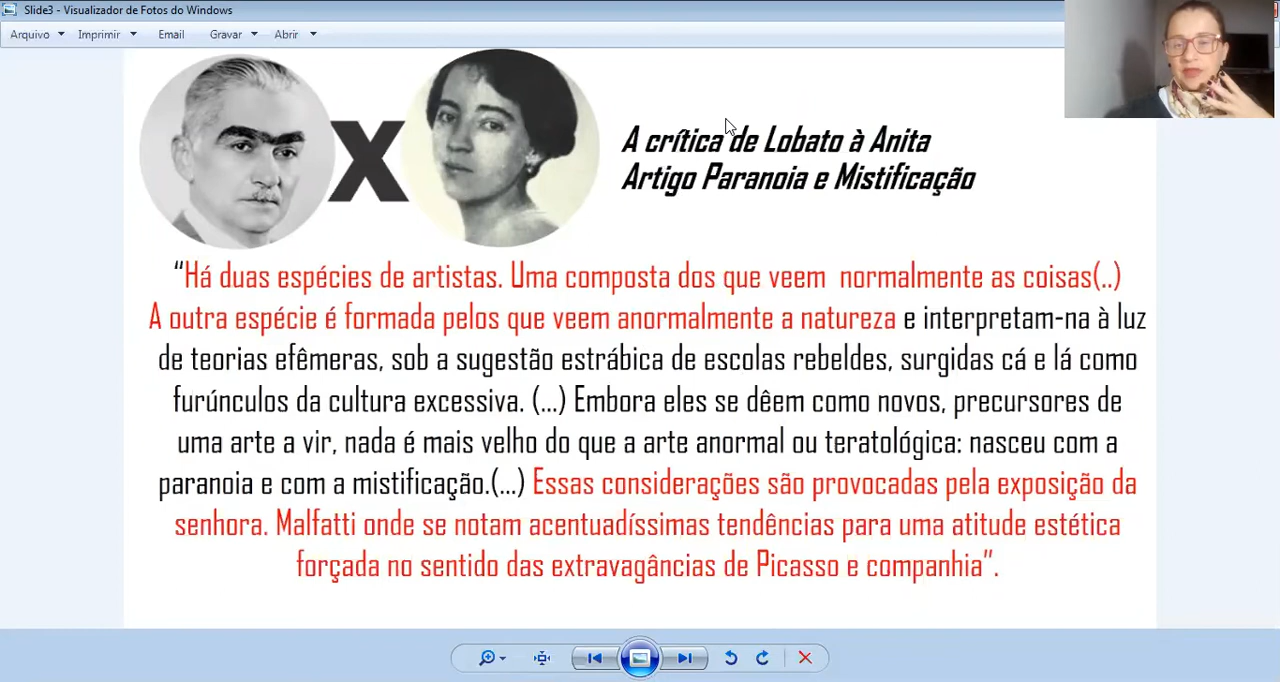 Slide3 - Visualizador de Fotos do Windows
Arquivo Imprimir Email Gravar Abrir
X
A crítica de Lobato à Anita
Artigo Paranoia e Mistificação
“Há duas espécies de artistas. Uma composta dos que veem normalmente as coisas(..)
A outra espécie é formada pelos que veem anormalmente a natureza e interpretam-na à luz
de teorias efêmeras, sob a sugestão estrábica de escolas rebeldes, surgidas cá e lá como
furúnculos da cultura excessiva. (...) Embora eles se dêem como novos, precursores de
uma arte a vir, nada é mais velho do que a arte anormal ou teratológica: nasceu com a
paranoia e com a mistificação.(...) Essas considerações são provocadas pela exposição da
senhora. Malfatti onde se notam acentuadíssimas tendências para uma atitude estética
forçada no sentido das extravagâncias de Picasso e companhia”.